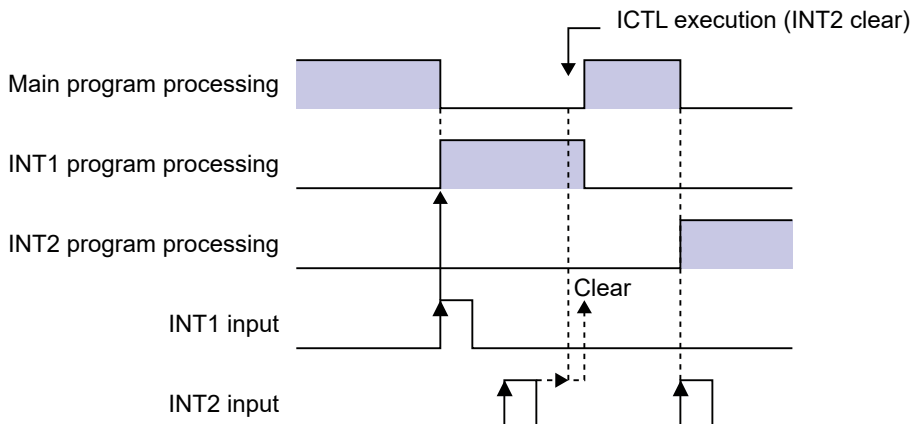 ICTL execution (INT2 clear)
Main program processing
INT1 program processing
INT2 program processing
Clear
INT1 input
INT2 input